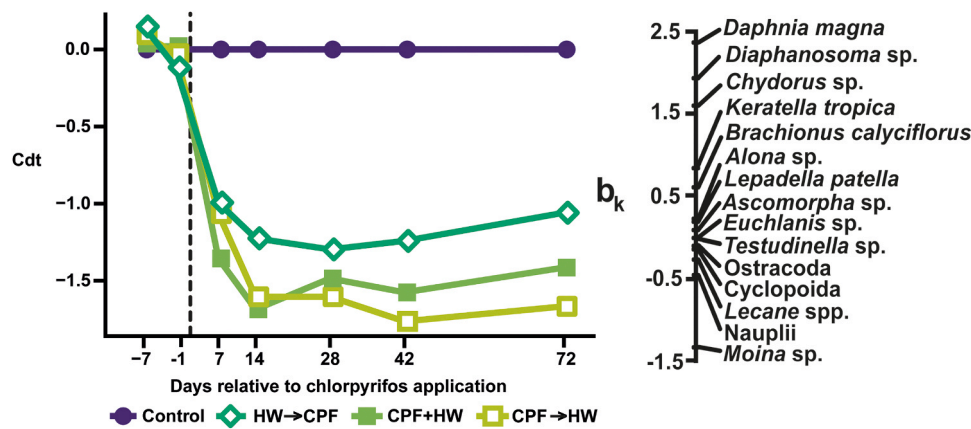 0.0
−0.5
Cdt
−1.0
−1.5
−7 -1 7 14 28 42 72
Days relative to chlorpyrifos application
Control HW→CPF CPF+HW CPF→HW
2.5
1.5
0.5
-0.5
-1.5
bk
Daphnia magna
Diaphanosoma sp.
Chydorus sp.
Keratella tropica
Brachionus calyciflorus
Alona sp.
Lepadella patella
Ascomorpha sp.
Euchlanis sp.
Testudinella sp.
Ostracoda
Cyclopoida
Lecane spp.
Nauplii
Moina sp.